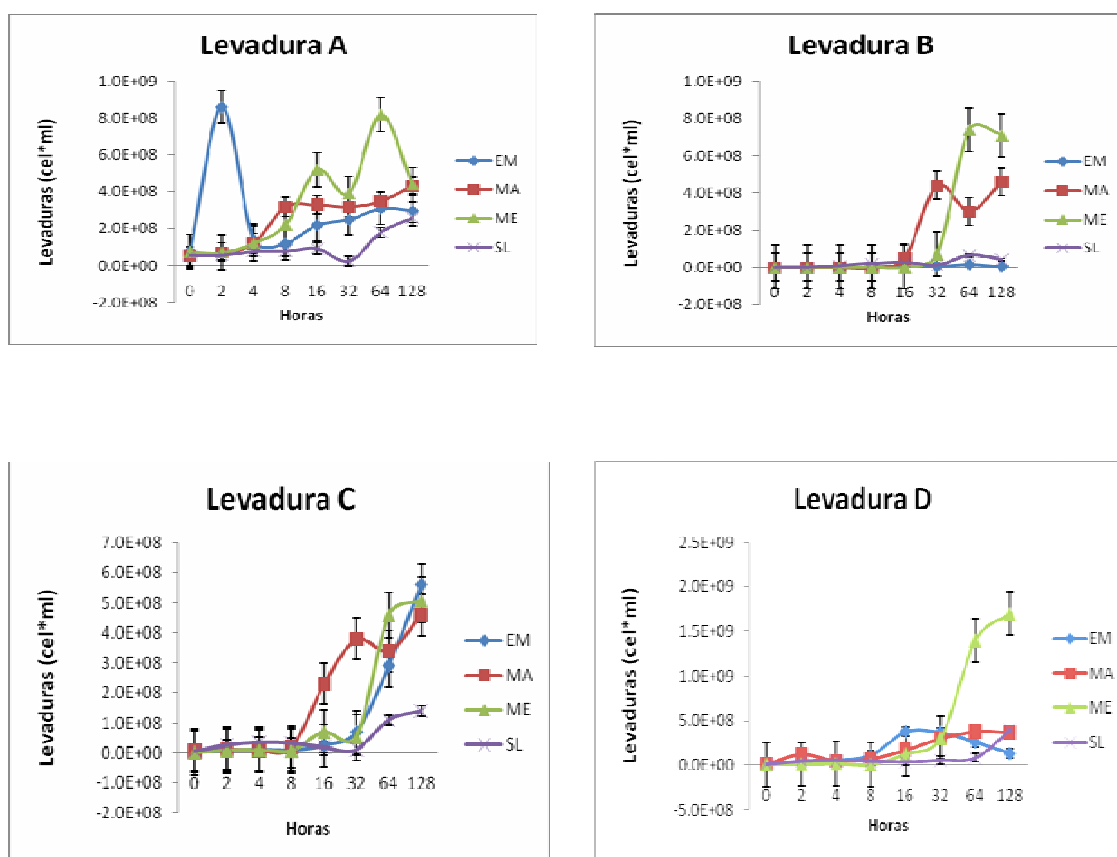 Levadura A
Levaduras (cel*ml)
1.0E+09
8.0E+08
6.0E+08
4.0E+08
2.0E+08
0.0E+00
-2.0E+08
0 2 4 8 16 32 64 128
Horas
EM
MA
ME
SL
Levadura B
Levaduras (cel*ml)
1.0E+09
8.0E+08
6.0E+08
4.0E+08
2.0E+08
0.0E+00
-2.0E+08
0 2 4 8 16 32 64 128
Horas
EM
MA
ME
SL
Levadura C
Levaduras (cel*ml)
7.0E+08
6.0E+08
5.0E+08
4.0E+08
3.0E+08
2.0E+08
1.0E+08
0.0E+00
-1.0E+08
-2.0E+08
0 2 4 8 16 32 64 128
Horas
EM
MA
ME
SL
Levadura D
Levaduras (cel*ml)
2.5E+09
2.0E+09
1.5E+09
1.0E+09
5.0E+08
0.0E+00
-5.0E+08
0 2 4 8 16 32 64 128
Horas
EM
MA
ME
SL